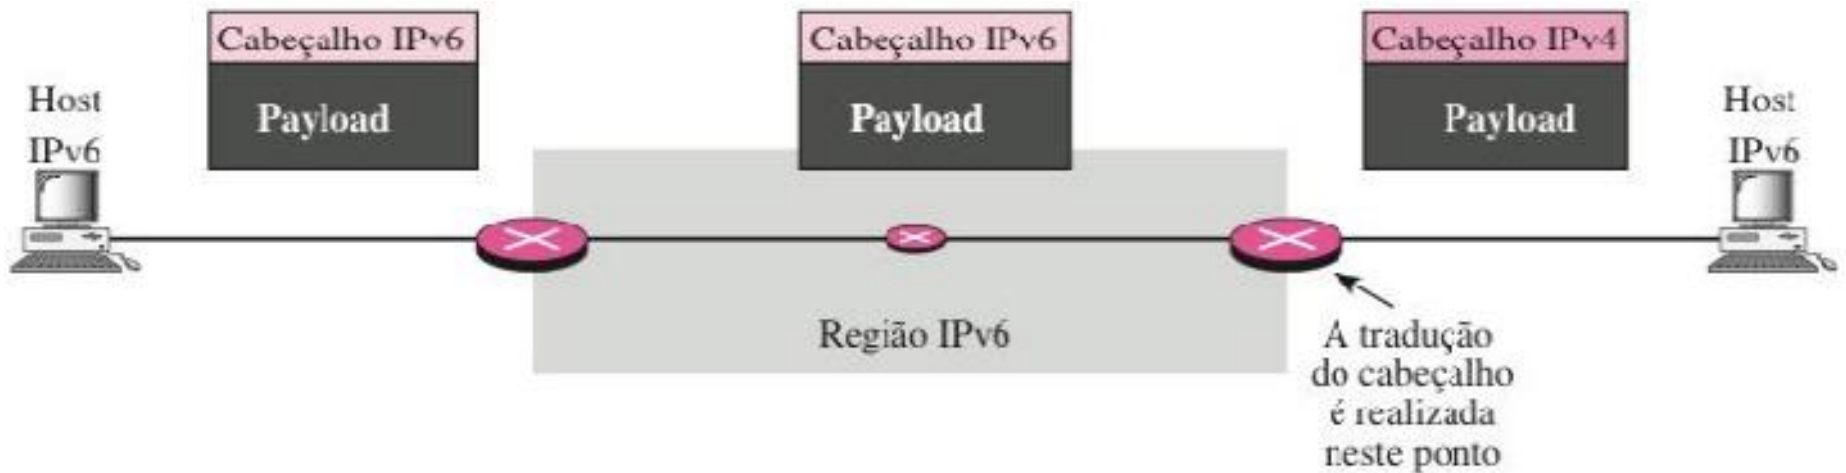 Cabeçalho IPv6
Payload
Cabeçalho IPv6
Payload
Cabeçalho IPv4
Payload
Host
IPv6
Host
IPv6
Região IPv6
A tradução
do cabeçalho
é realizada
neste ponto